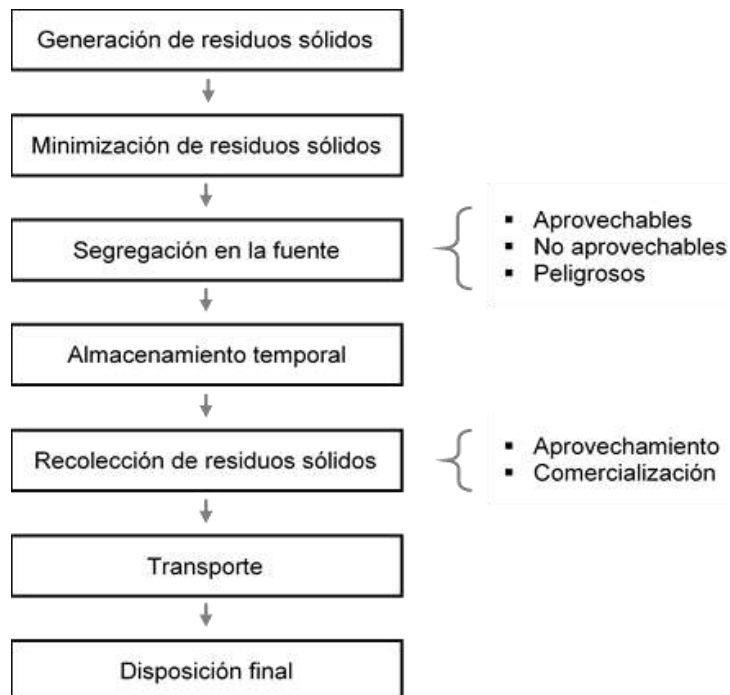 Generación de residuos sólidos
Minimización de residuos sólidos
Segregación en la fuente
▪ Aprovechables
▪ No aprovechables
▪ Peligrosos
Almacenamiento temporal
Recolección de residuos sólidos
▪ Aprovechamiento
▪ Comercialización
Transporte
Disposición final